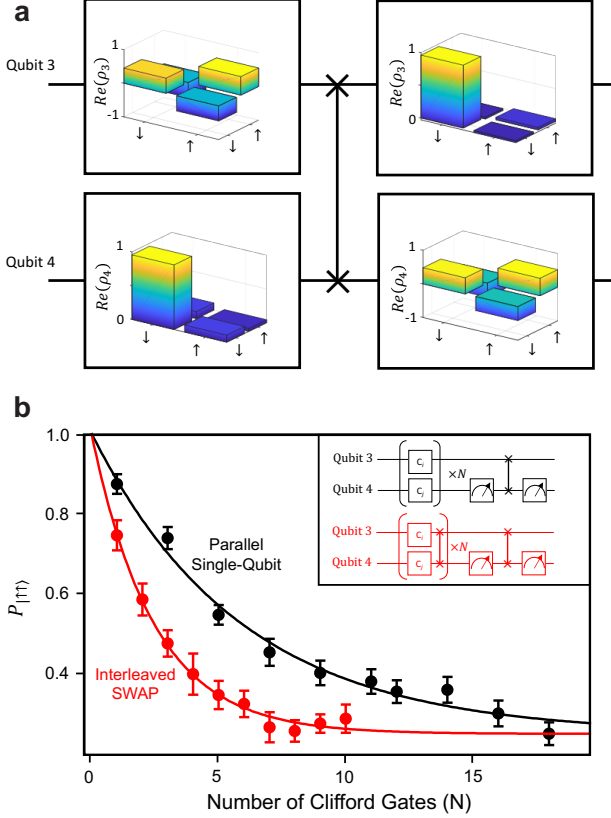 a
Qubit 3
Re(ρ₃)
1
-1
↓
↑
↓
↑
Re(ρ₃)
1
0
↓
↑
↓
↑
Qubit 4
Re(ρ₄)
1
0
↓
↑
↓
↑
Re(ρ₄)
1
-1
↓
↑
↓
↑
b
P|↑↑⟩
1.0
0.8
0.6
0.4
0
5
10
15
Number of Clifford Gates (N)
Parallel
Single-Qubit
Interleaved
SWAP
Qubit 3
Cᵢ
×N
Qubit 4
Cⱼ
Qubit 3
Cᵢ
×N
Qubit 4
Cⱼ